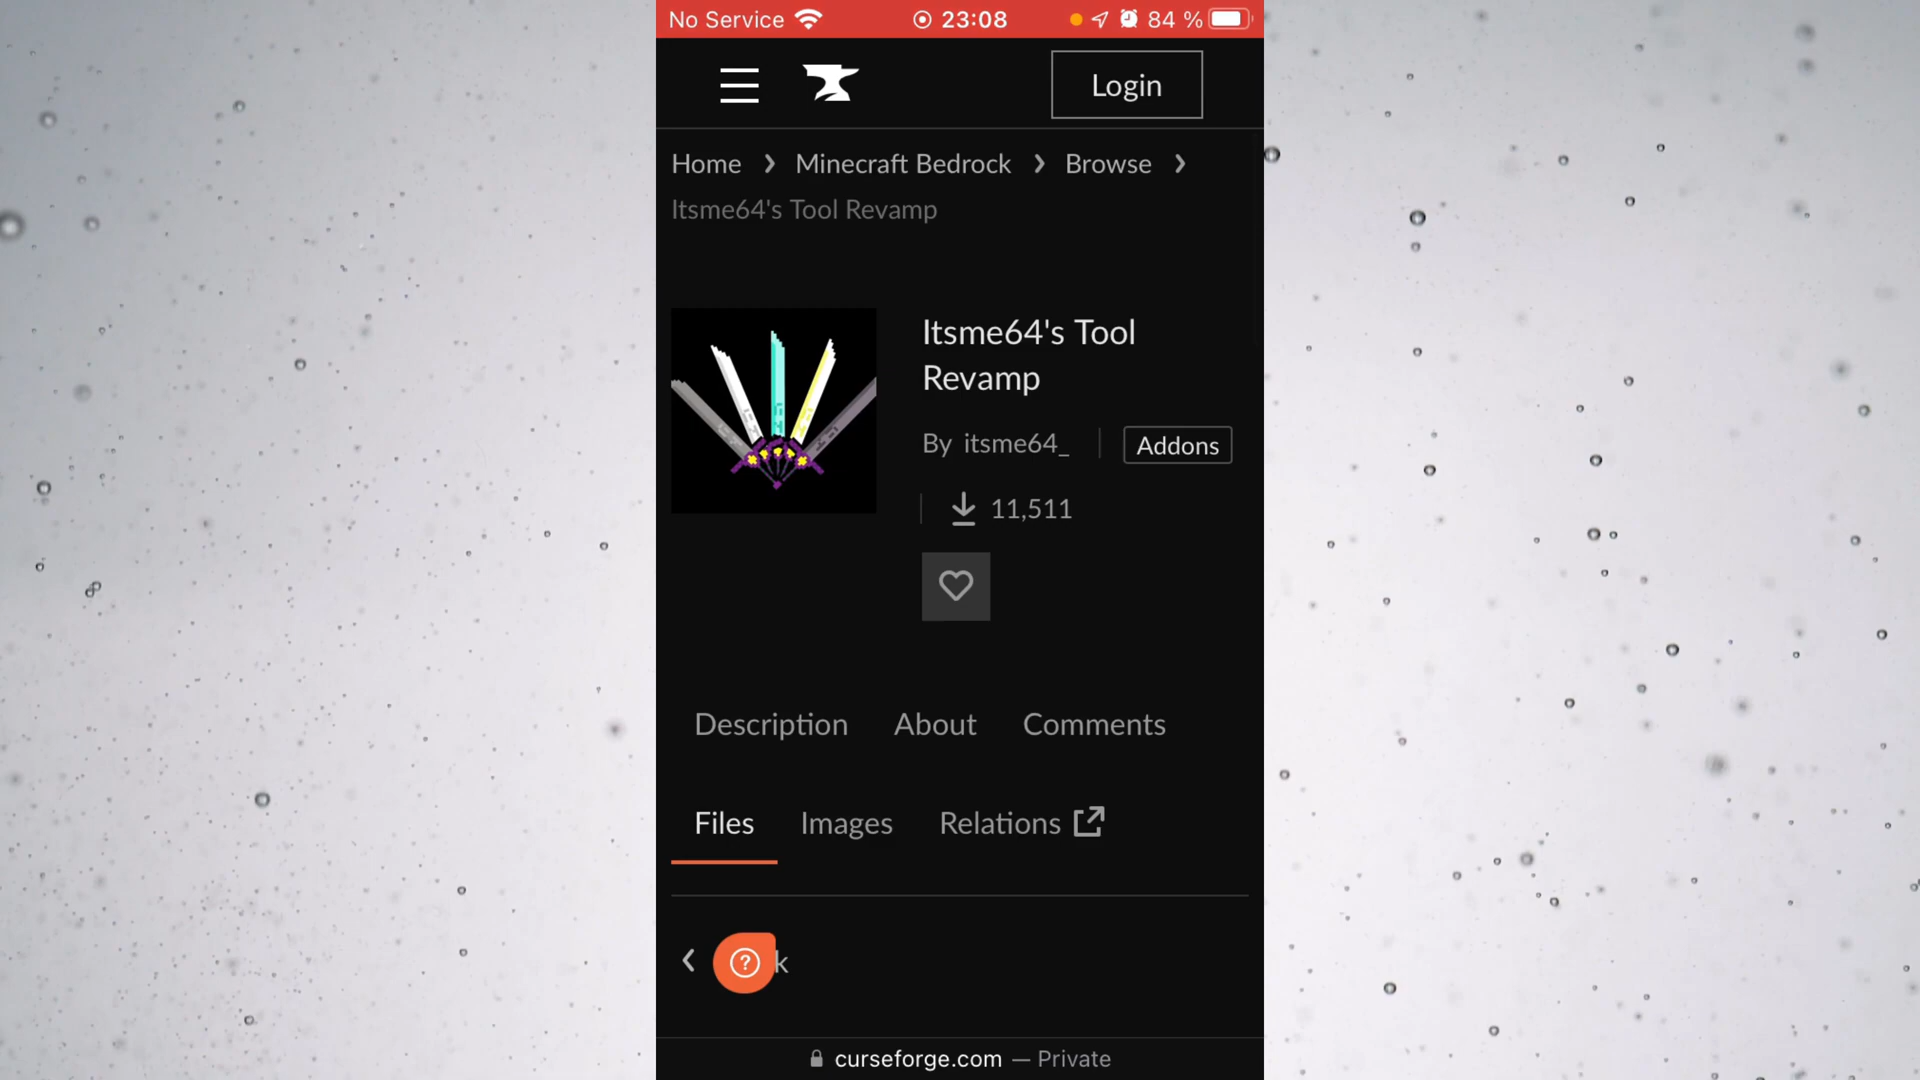 No Service 23:08 84 %
Login
Home Minecraft Bedrock Browse
Itsme64's Tool Revamp
Itsme64's Tool
Revamp
By itsme64_ Addons
11,511
Description About Comments
Files Images Relations
? k
curseforge.com — Private